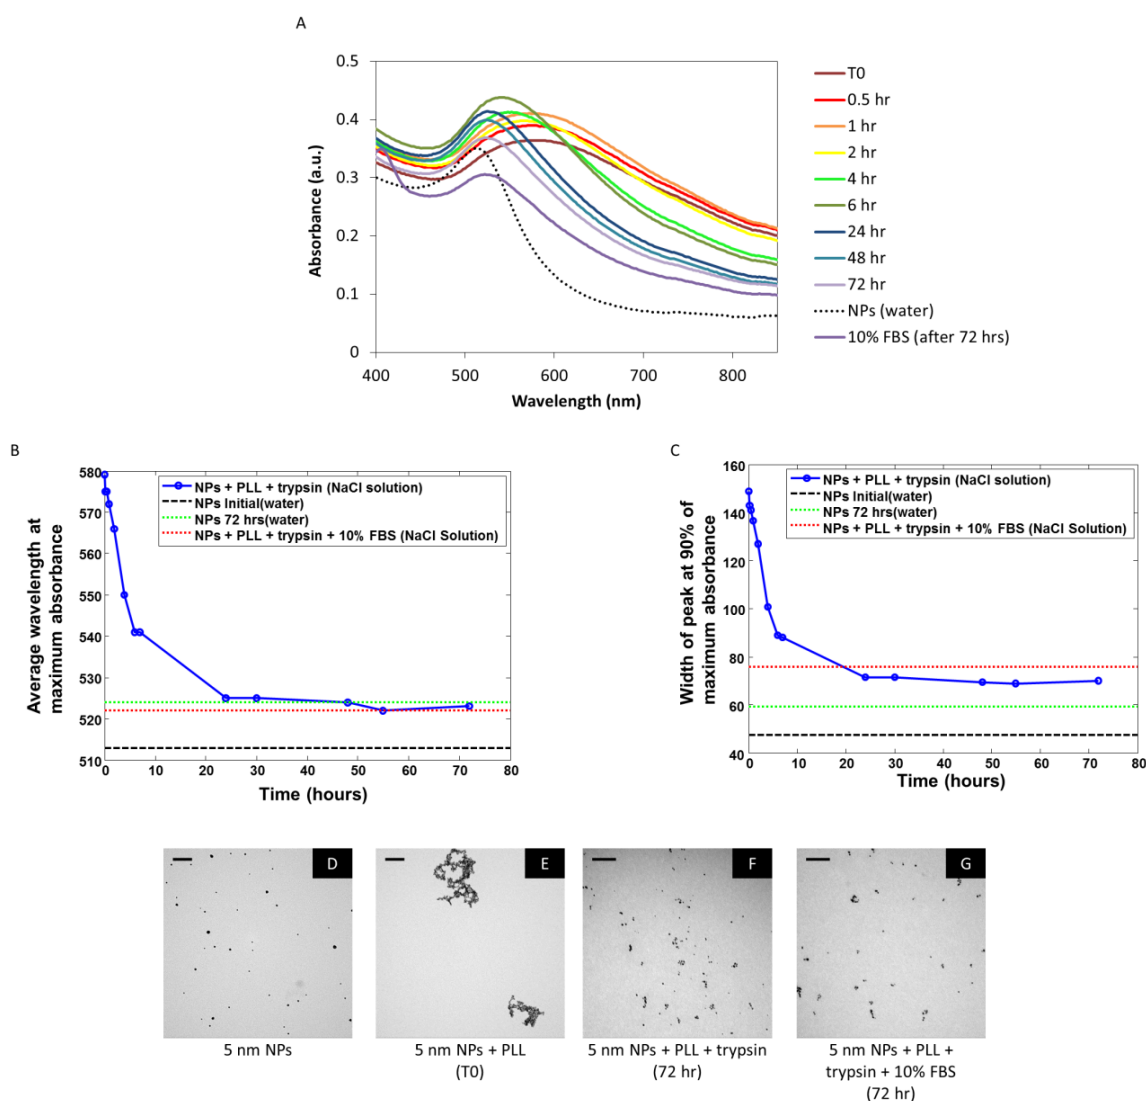 A
0.5
0.4
0.3
0.2
0.1
0
Absorbance (a.u.)
400
500
600
700
800
Wavelength (nm)
T0
0.5 hr
1 hr
2 hr
4 hr
6 hr
24 hr
48 hr
72 hr
NPs (water)
10% FBS (after 72 hrs)
B
580
570
560
550
540
530
520
510
Average wavelength at
maximum absorbance
0
10
20
30
40
50
60
70
80
Time (hours)
NPs + PLL + trypsin (NaCl solution)
NPs Initial(water)
NPs 72 hrs(water)
NPs + PLL + trypsin + 10% FBS (NaCl Solution)
C
160
140
120
100
80
60
40
Width of peak at 90% of
maximum absorbance
0
10
20
30
40
50
60
70
80
Time (hours)
NPs + PLL + trypsin (NaCl solution)
NPs Initial(water)
NPs 72 hrs(water)
NPs + PLL + trypsin + 10% FBS (NaCl Solution)
D
5 nm NPs
E
5 nm NPs + PLL
(T0)
F
5 nm NPs + PLL + trypsin
(72 hr)
G
5 nm NPs + PLL +
trypsin + 10% FBS
(72 hr)